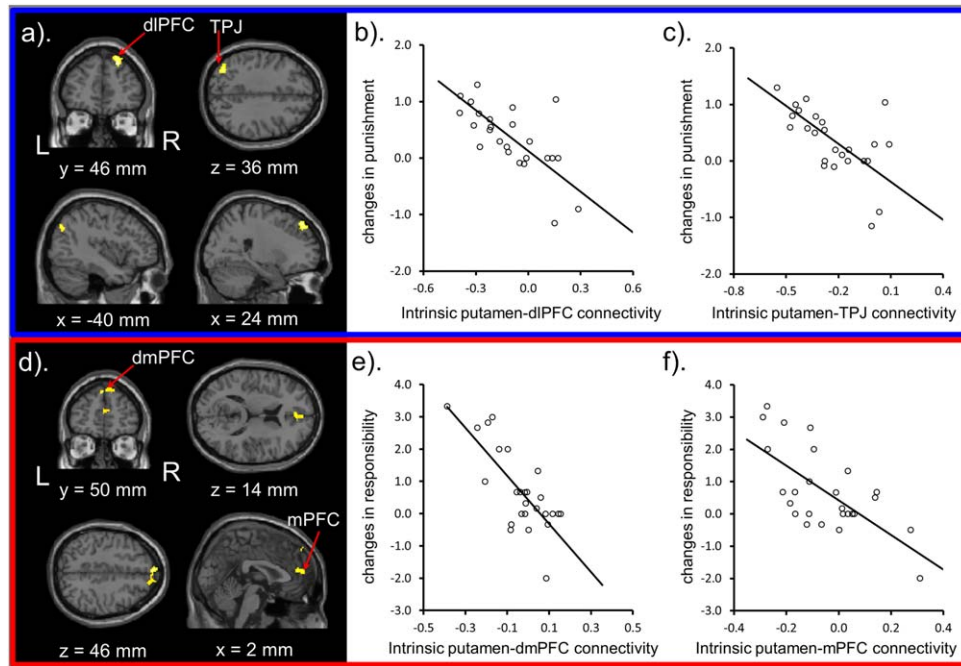 a).
dlPFC
TPJ
L
R
y = 46 mm
z = 36 mm
x = -40 mm
x = 24 mm
b).
changes in punishment
2.0
1.0
0.0
-1.0
-2.0
-0.6 -0.3 0.0 0.3 0.6
Intrinsic putamen-dlPFC connectivity
c).
changes in punishment
2.0
1.0
0.0
-1.0
-2.0
-0.8 -0.5 -0.2 0.1 0.4
Intrinsic putamen-TPJ connectivity
d).
dmPFC
L
R
y = 50 mm
z = 14 mm
mPFC
z = 46 mm
x = 2 mm
e).
changes in responsibility
4.0
3.0
2.0
1.0
0.0
-1.0
-2.0
-3.0
-0.5 -0.3 -0.1 0.1 0.3 0.5
Intrinsic putamen-dmPFC connectivity
f).
changes in responsibility
4.0
3.0
2.0
1.0
0.0
-1.0
-2.0
-3.0
-0.4 -0.2 0.0 0.2 0.4
Intrinsic putamen-mPFC connectivity